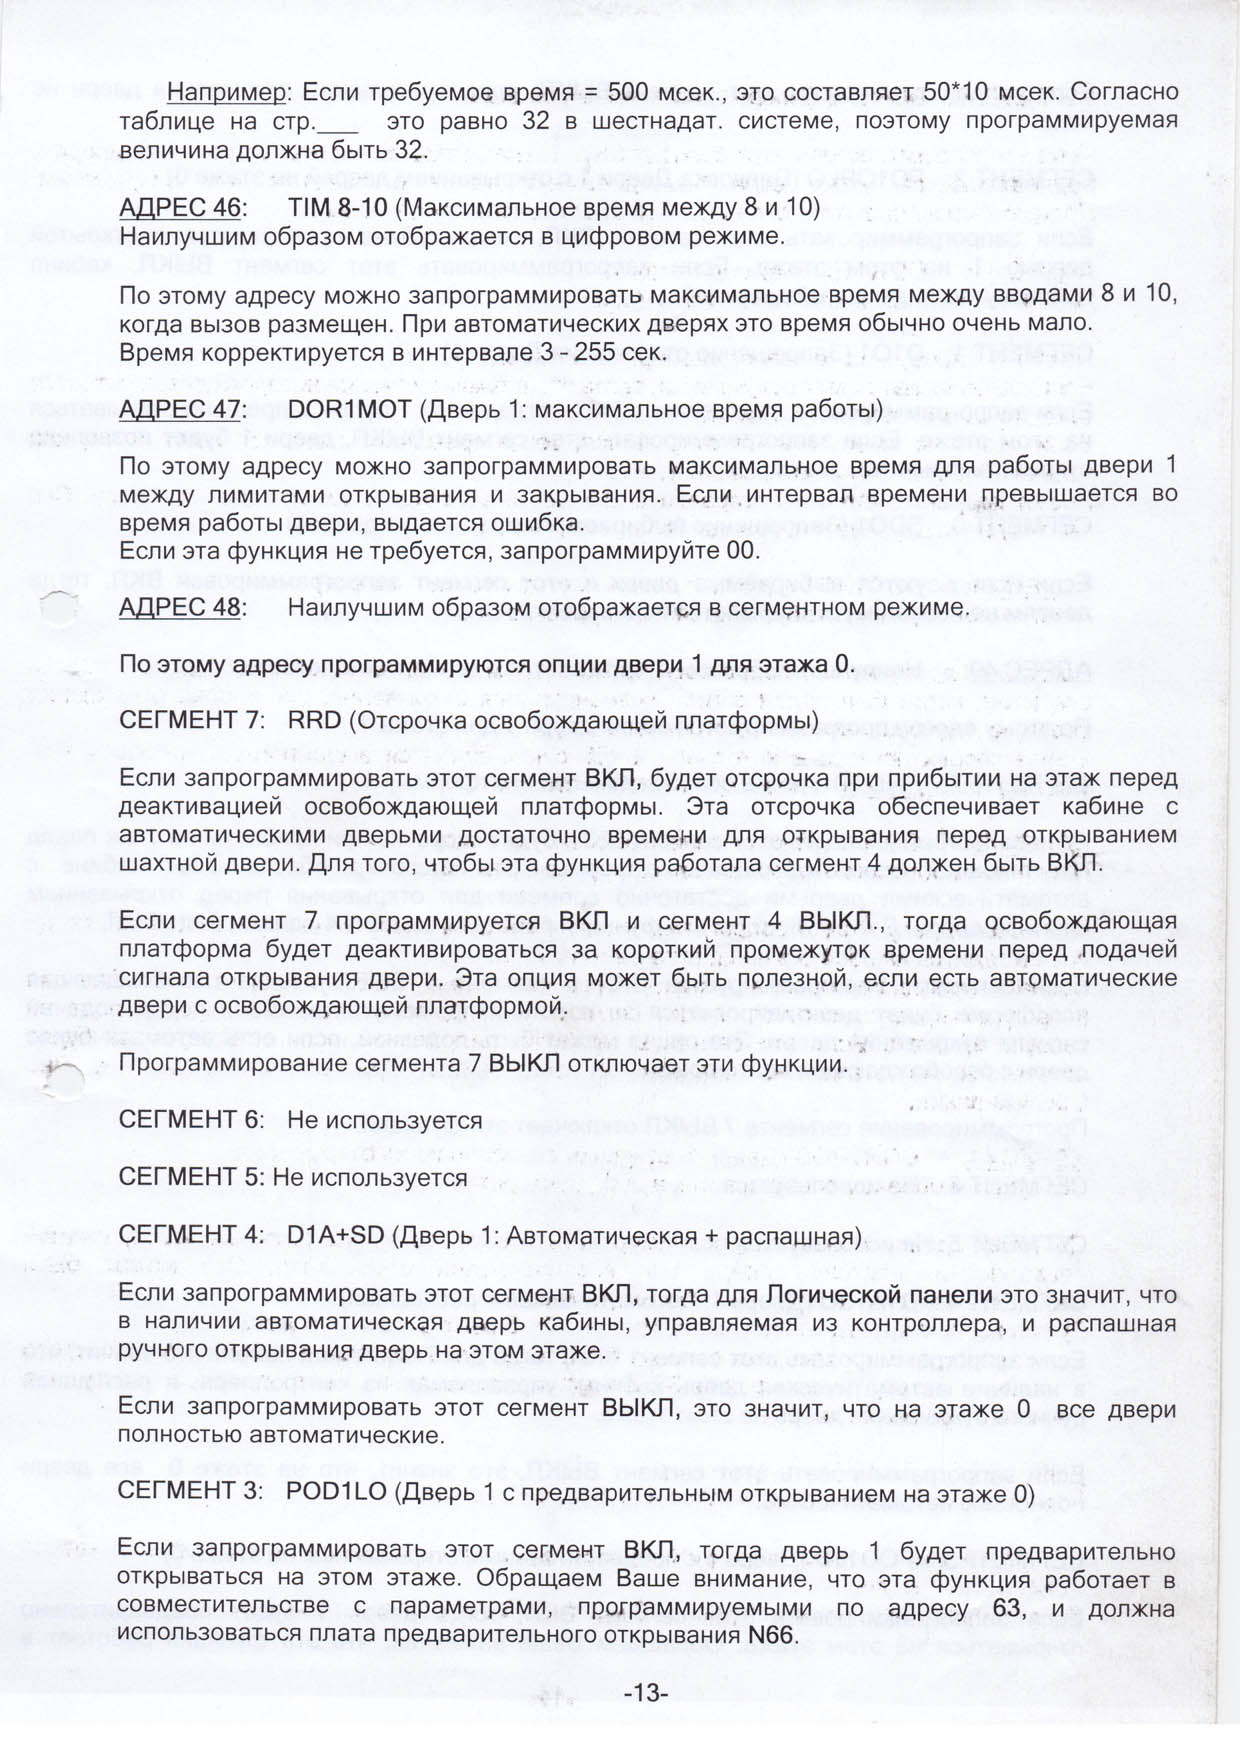 Например: Если требуемое время = 500 мсек., это составляет 50*10 мсек. Согласно
таблице на стр.___ это равно 32 в шестнадат. системе, поэтому программируемая
величина должна быть 32.
АДРЕС 46: TIM 8-10 (Максимальное время между 8 и 10)
Наилучшим образом отображается в цифровом режиме.
По этому адресу можно запрограммировать максимальное время между вводами 8 и 10,
когда вызов размещен. При автоматических дверях это время обычно очень мало.
Время корректируется в интервале 3 - 255 сек.
АДРЕС 47: DOR1MOT (Дверь 1: максимальное время работы)
По этому адресу можно запрограммировать максимальное время для работы двери 1
между лимитами открывания и закрывания. Если интервал времени превышается во
время работы двери, выдается ошибка.
Если эта функция не требуется, запрограммируйте 00.
АДРЕС 48: Наилучшим образом отображается в сегментном режиме.
По этому адресу программируются опции двери 1 для этажа 0.
СЕГМЕНТ 7: RRD (Отсрочка освобождающей платформы)
Если запрограммировать этот сегмент ВКЛ, будет отсрочка при прибытии на этаж перед
деактивацией освобождающей платформы. Эта отсрочка обеспечивает кабине с
автоматическими дверьми достаточно времени для открывания перед открыванием
шахтной двери. Для того, чтобы эта функция работала сегмент 4 должен быть ВКЛ.
Если сегмент 7 программируется ВКЛ и сегмент 4 ВЫКЛ., тогда освобождающая
платформа будет деактивироваться за короткий промежуток времени перед подачей
сигнала открывания двери. Эта опция может быть полезной, если есть автоматические
двери с освобождающей платформой.
Программирование сегмента 7 ВЫКЛ отключает эти функции.
СЕГМЕНТ 6: Не используется
СЕГМЕНТ 5: Не используется
СЕГМЕНТ 4: D1A+SD (Дверь 1: Автоматическая + распашная)
Если запрограммировать этот сегмент ВКЛ, тогда для Логической панели это значит, что
в наличии автоматическая дверь кабины, управляемая из контроллера, и распашная
ручного открывания дверь на этом этаже.
Если запрограммировать этот сегмент ВЫКЛ, это значит, что на этаже 0 все двери
полностью автоматические.
СЕГМЕНТ 3: POD1LO (Дверь 1 с предварительным открыванием на этаже 0)
Если запрограммировать этот сегмент ВКЛ, тогда дверь 1 будет предварительно
открываться на этом этаже. Обращаем Ваше внимание, что эта функция работает в
совместительстве с параметрами, программируемыми по адресу 63, и должна
использоваться плата предварительного открывания N66.
-13-